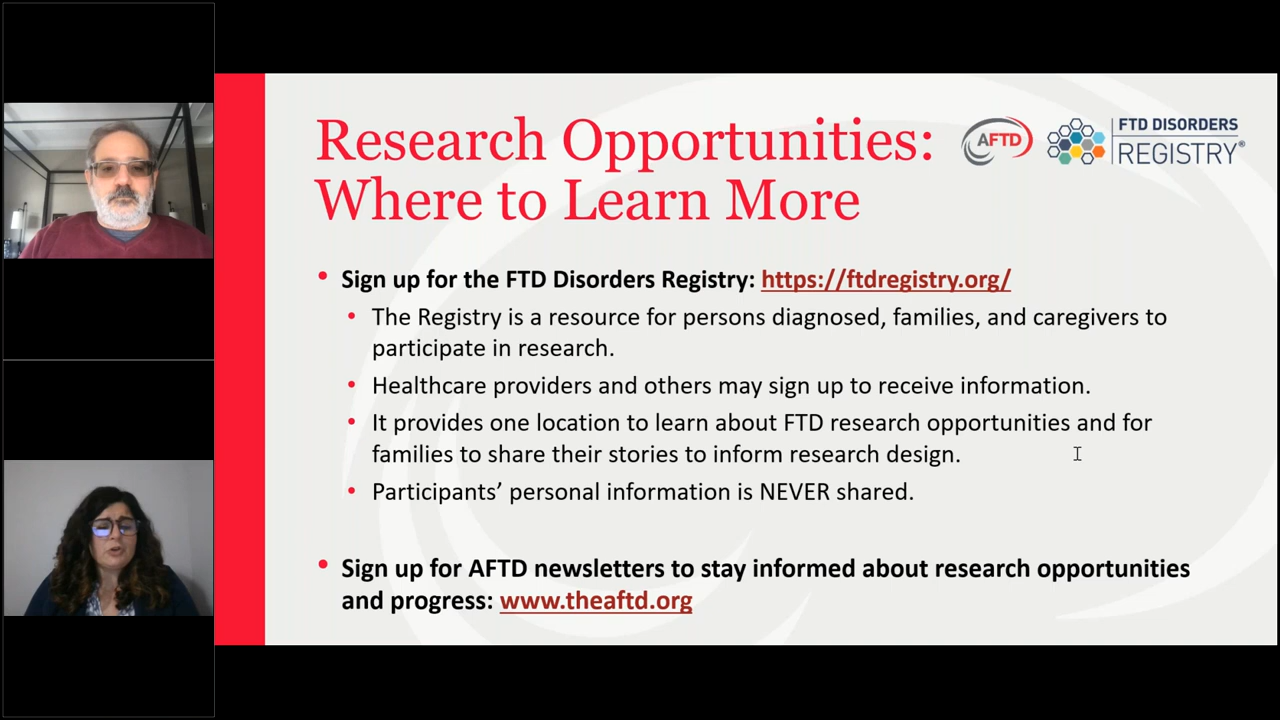 Research Opportunities:
Where to Learn More
AFTD
FTD DISORDERS
REGISTRY®
• Sign up for the FTD Disorders Registry: https://ftdregistry.org/
• The Registry is a resource for persons diagnosed, families, and caregivers to
participate in research.
• Healthcare providers and others may sign up to receive information.
• It provides one location to learn about FTD research opportunities and for
families to share their stories to inform research design.
• Participants’ personal information is NEVER shared.
• Sign up for AFTD newsletters to stay informed about research opportunities
and progress: www.theaftd.org